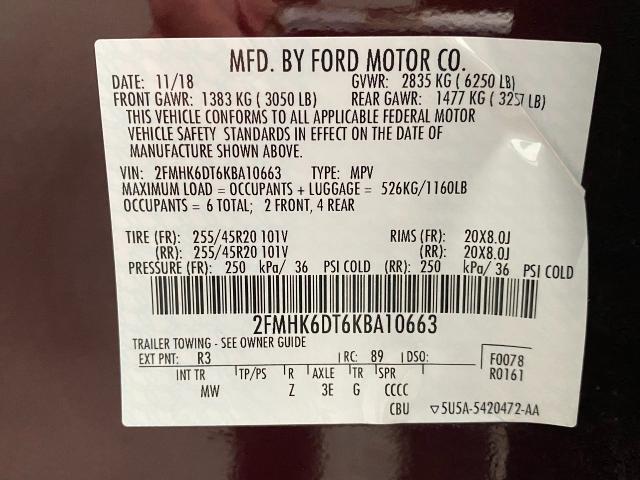 MFD. BY FORD MOTOR CO.
DATE: 11/18 GVWR: 2835 KG ( 6250 LB)
FRONT GAWR: 1383 KG ( 3050 LB) REAR GAWR: 1477 KG ( 3257 LB)
THIS VEHICLE CONFORMS TO ALL APPLICABLE FEDERAL MOTOR
VEHICLE SAFETY STANDARDS IN EFFECT ON THE DATE OF
MANUFACTURE SHOWN ABOVE.
VIN: 2FMHK6DT6KBA10663 TYPE: MPV
MAXIMUM LOAD = OCCUPANTS + LUGGAGE = 526KG/1160LB
OCCUPANTS = 6 TOTAL; 2 FRONT, 4 REAR
TIRE (FR): 255/45R20 101V RIMS (FR): 20X8.0J
(RR): 255/45R20 101V (RR): 20X8.0J
PRESSURE (FR): 250 kPa/ 36 PSI COLD (RR): 250 kPa/ 36 PSI COLD
2FMHK6DT6KBA10663
TRAILER TOWING - SEE OWNER GUIDE
EXT PNT: R3 RC: 89 DSO: F0078
R0161
INT TR TP/PS R AXLE TR SPR
MW Z 3E G CCCC
CBU ▽5U5A-5420472-AA